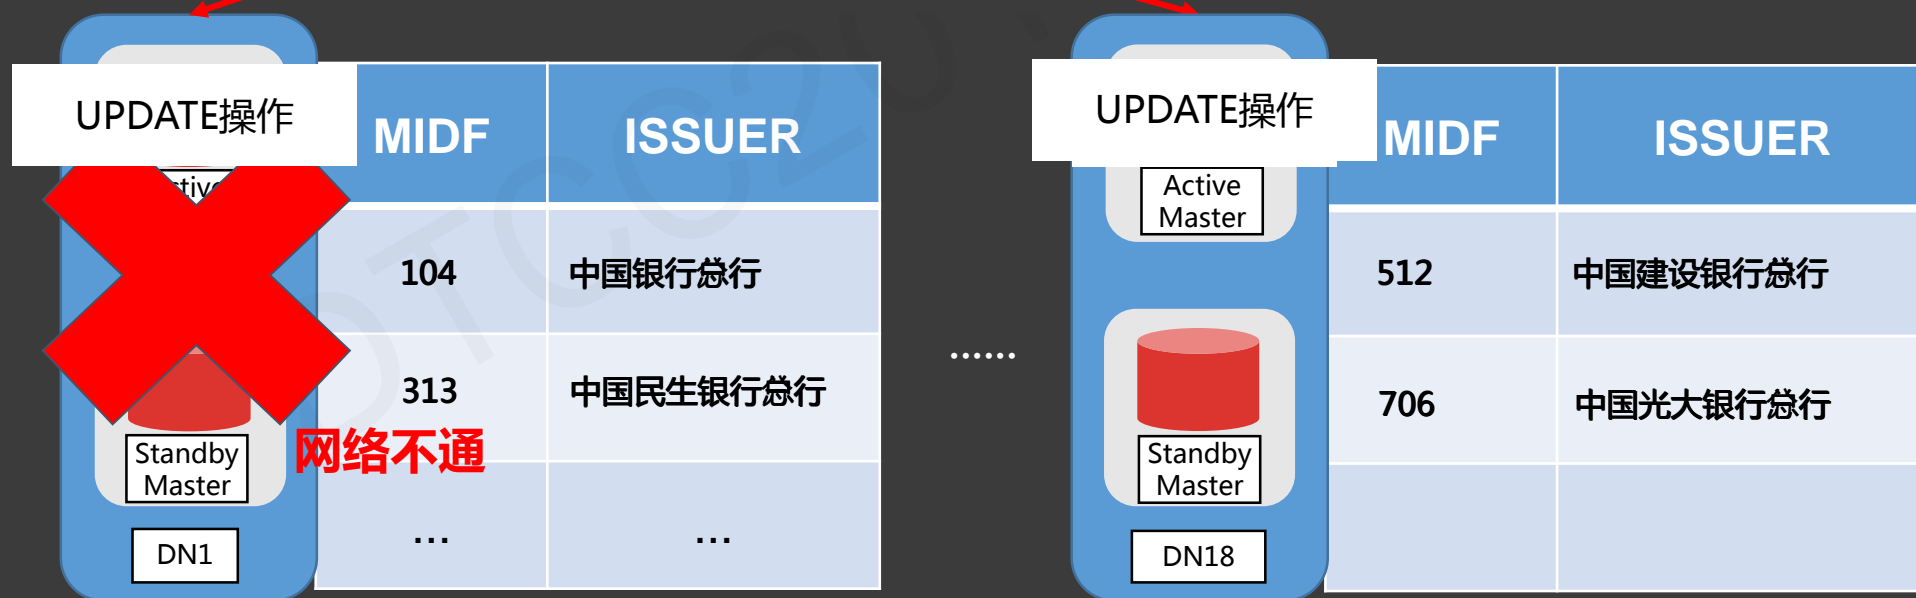 UPDATE操作
MIDF ISSUER
104 中国银行总行
313 中国民生银行总行
网络不通
Standby
Master
... ...
DN1
......
UPDATE操作
MIDF ISSUER
Active
Master
512 中国建设银行总行
706 中国光大银行总行
Standby
Master
DN18